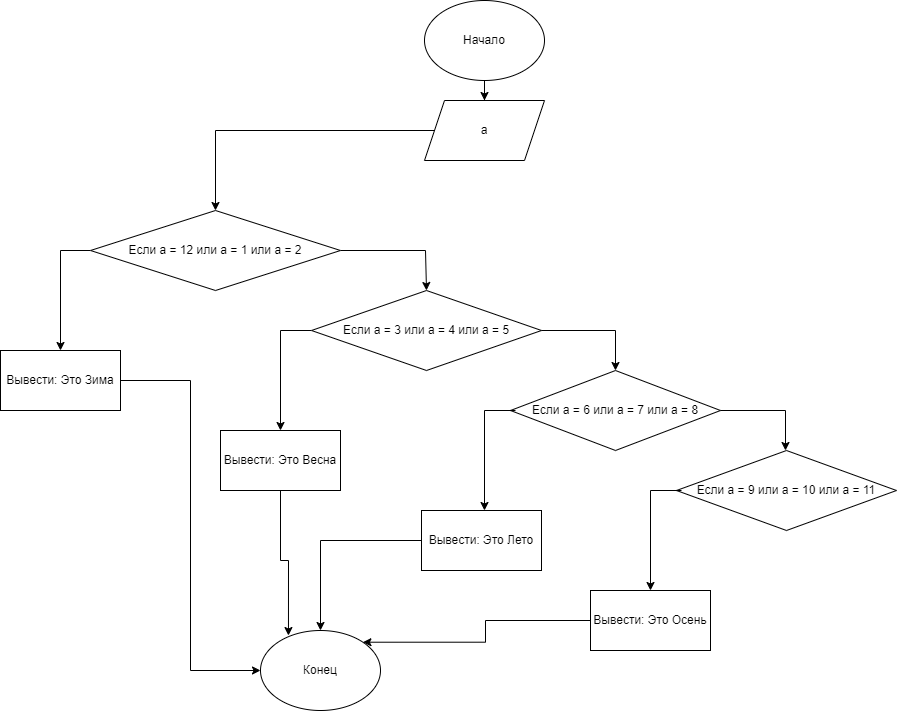 Начало
a
Если a = 12 или a = 1 или a = 2
Если a = 3 или a = 4 или a = 5
Вывести: Это Зима
Если a = 6 или a = 7 или a = 8
Вывести: Это Весна
Если a = 9 или a = 10 или a = 11
Вывести: Это Лето
Вывести: Это Осень
Конец